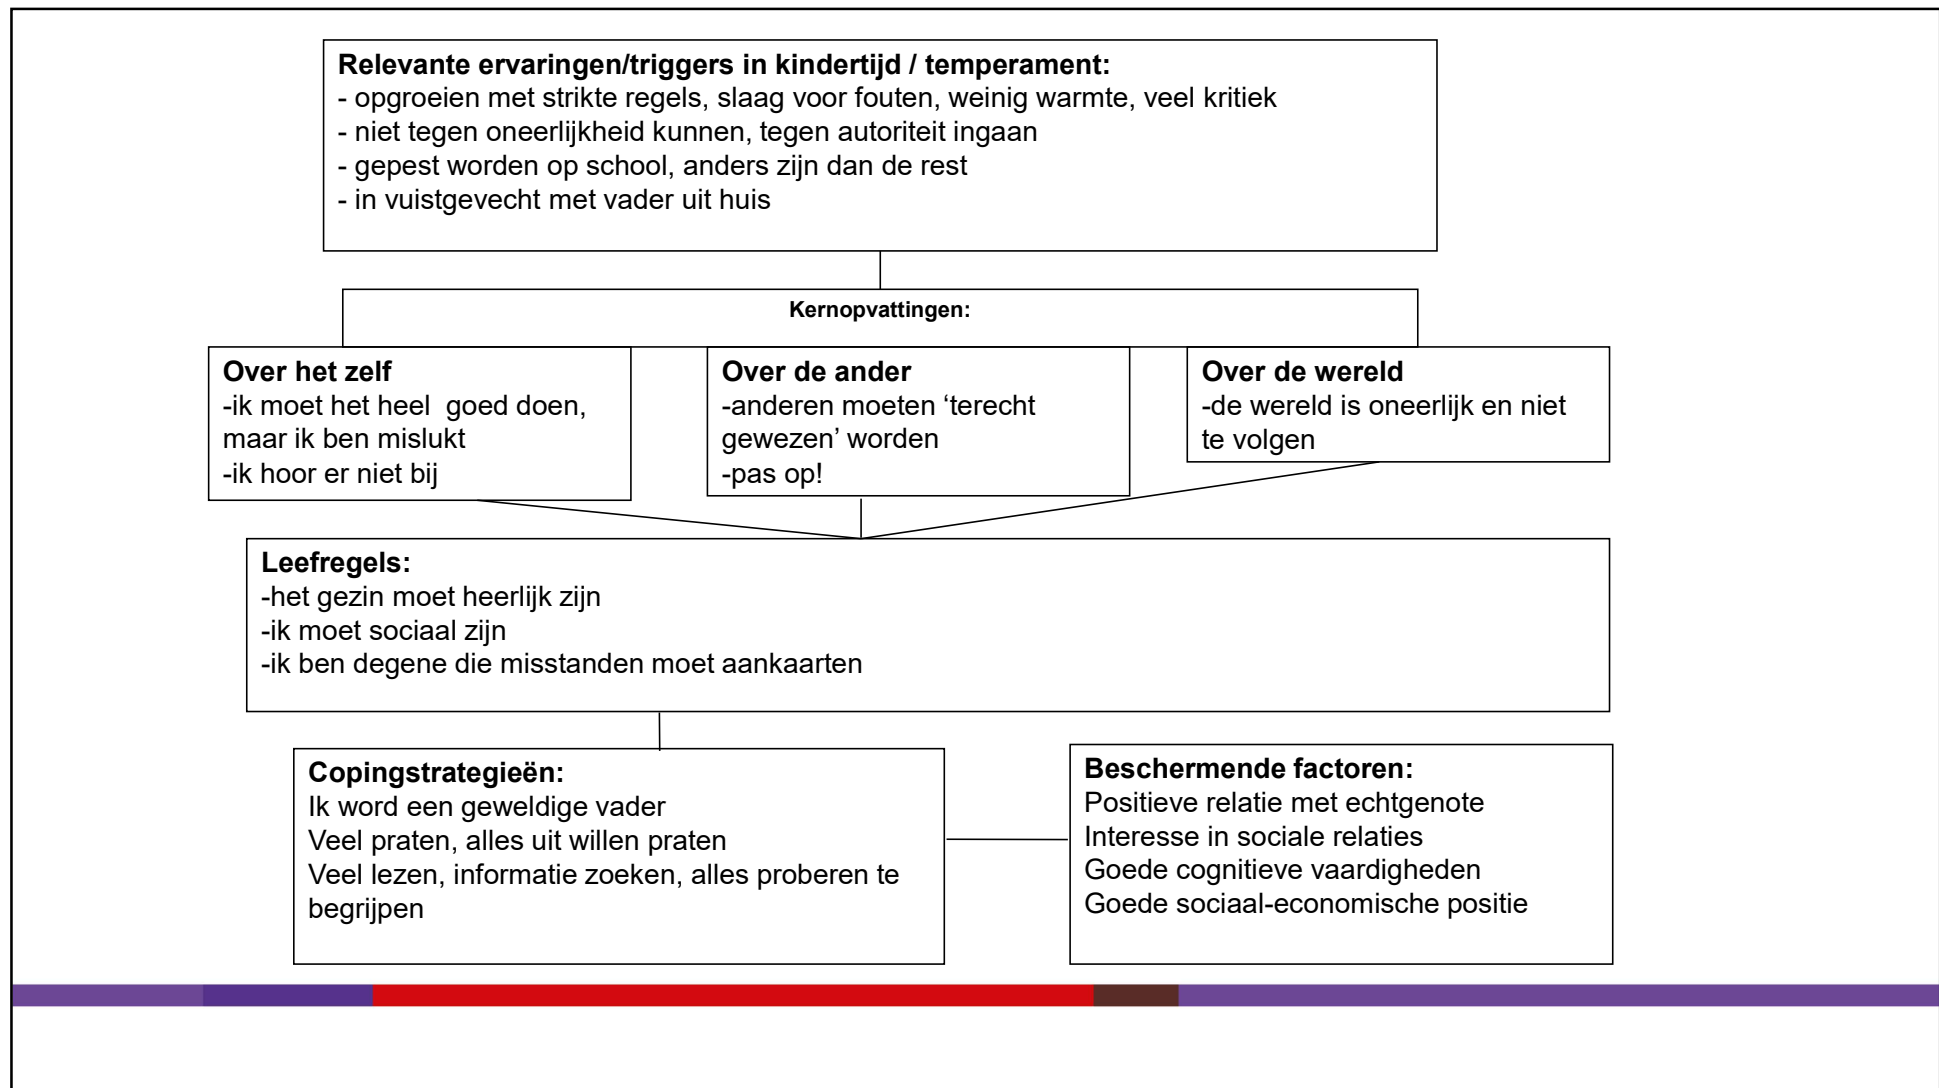 Relevante ervaringen/triggers in kindertijd / temperament:
- opgroeien met strikte regels, slaag voor fouten, weinig warmte, veel kritiek
- niet tegen oneerlijkheid kunnen, tegen autoriteit ingaan
- gepest worden op school, anders zijn dan de rest
- in vuistgevecht met vader uit huis
Kernopvattingen:
Over het zelf
-ik moet het heel  goed doen,
maar ik ben mislukt
-ik hoor er niet bij
Over de ander
-anderen moeten ‘terecht
gewezen’ worden
-pas op!
Over de wereld
-de wereld is oneerlijk en niet
te volgen
Leefregels:
-het gezin moet heerlijk zijn
-ik moet sociaal zijn
-ik ben degene die misstanden moet aankaarten
Copingstrategieën:
Ik word een geweldige vader
Veel praten, alles uit willen praten
Veel lezen, informatie zoeken, alles proberen te
begrijpen
Beschermende factoren:
Positieve relatie met echtgenote
Interesse in sociale relaties
Goede cognitieve vaardigheden
Goede sociaal-economische positie